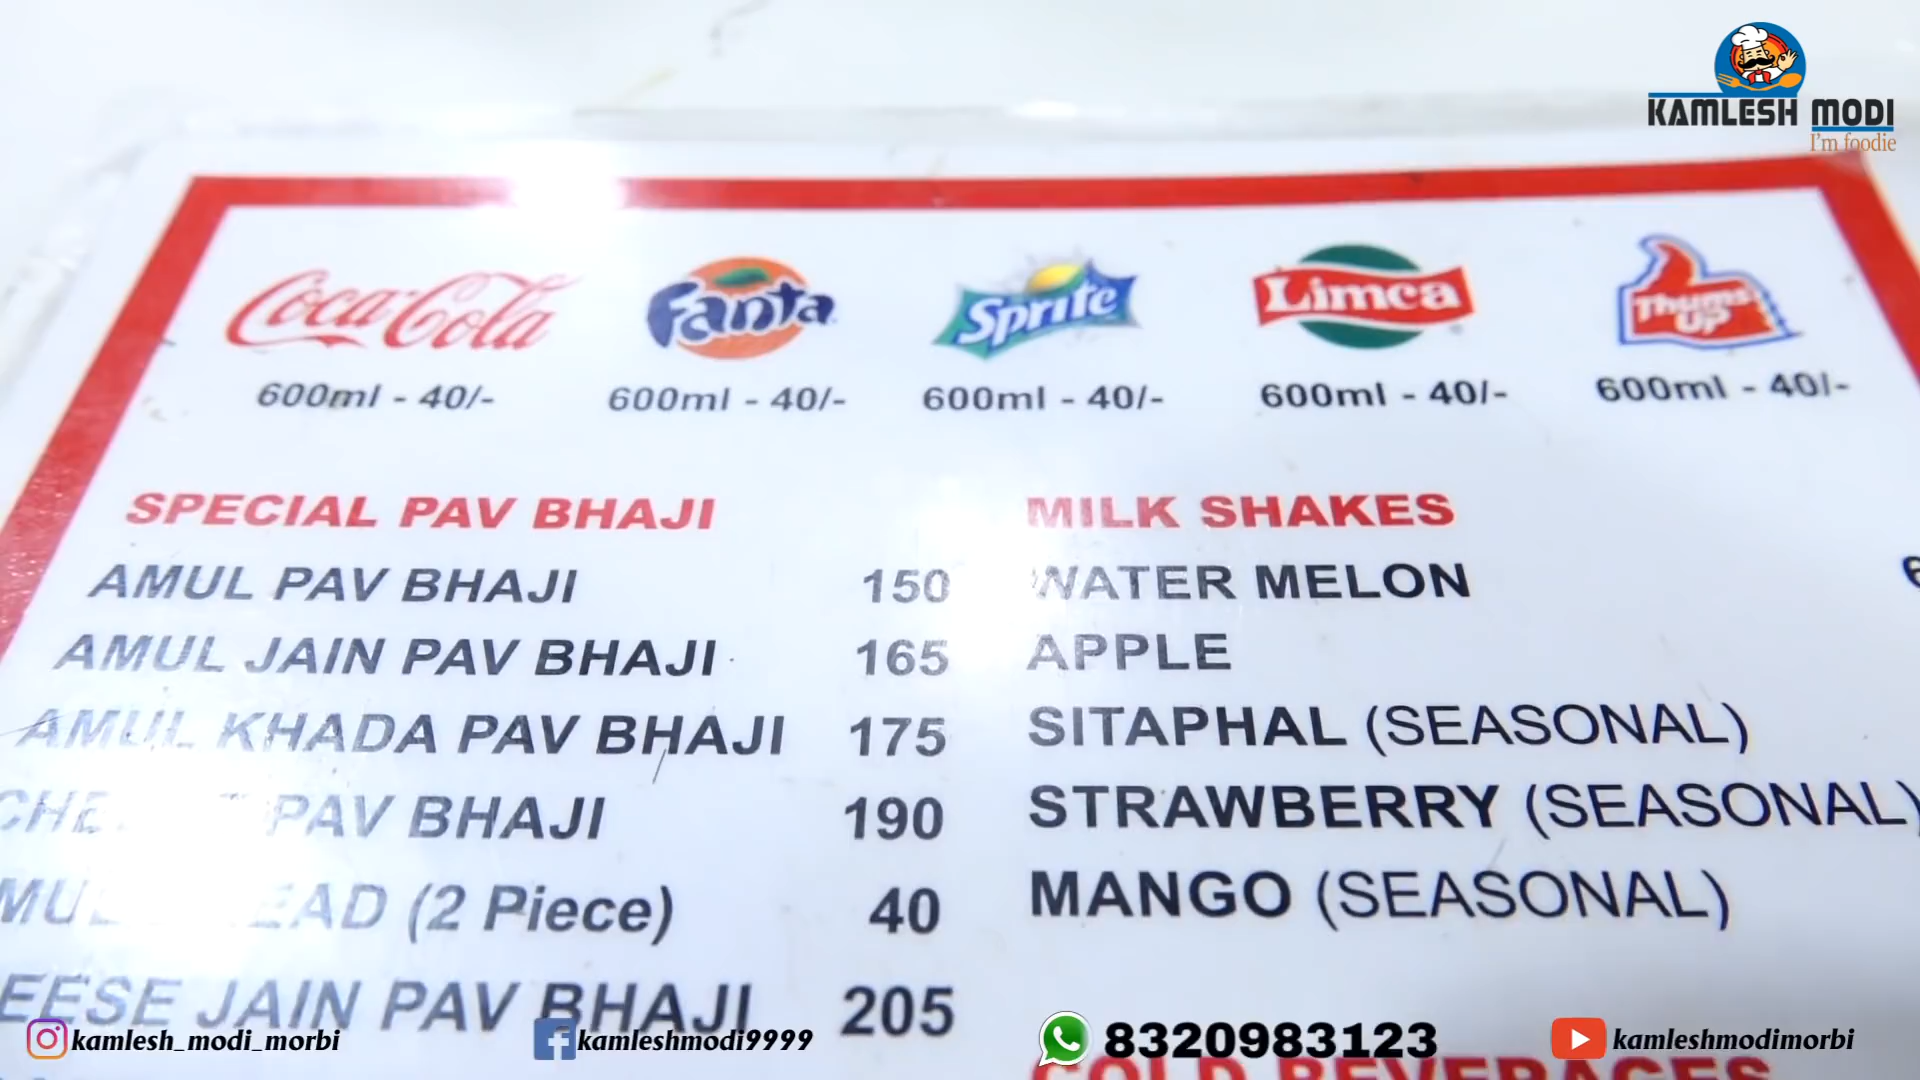 KAMLESH MODI
I'm foodie
Coca-Cola
Fanta
Sprite
Limca
Thums UP
600ml - 40/-
600ml - 40/-
600ml - 40/-
600ml - 40/-
600ml - 40/-
SPECIAL PAV BHAJI
AMUL PAV BHAJI 150
AMUL JAIN PAV BHAJI 165
AMUL KHADA PAV BHAJI 175
PAV BHAJI 190
(2 Piece) 40
JAIN PAV BHAJI 205
MILK SHAKES
WATER MELON
APPLE
SITAPHAL (SEASONAL)
STRAWBERRY (SEASONAL)
MANGO (SEASONAL)
COLD BEVERAGES
kamlesh_modi_morbi
kamleshmodi9999
8320983123
kamleshmodimorbi